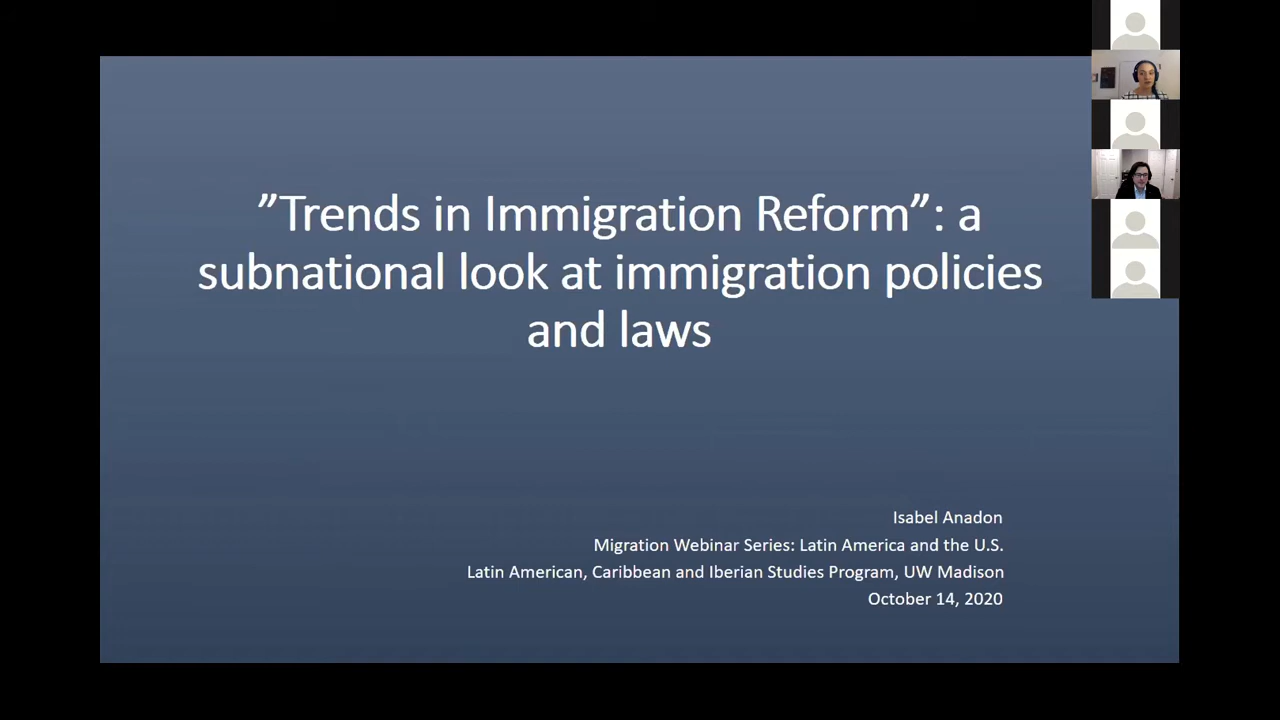 ”Trends in Immigration Reform”: a
subnational look at immigration policies
and laws
Isabel Anadon
Migration Webinar Series: Latin America and the U.S.
Latin American, Caribbean and Iberian Studies Program, UW Madison
October 14, 2020